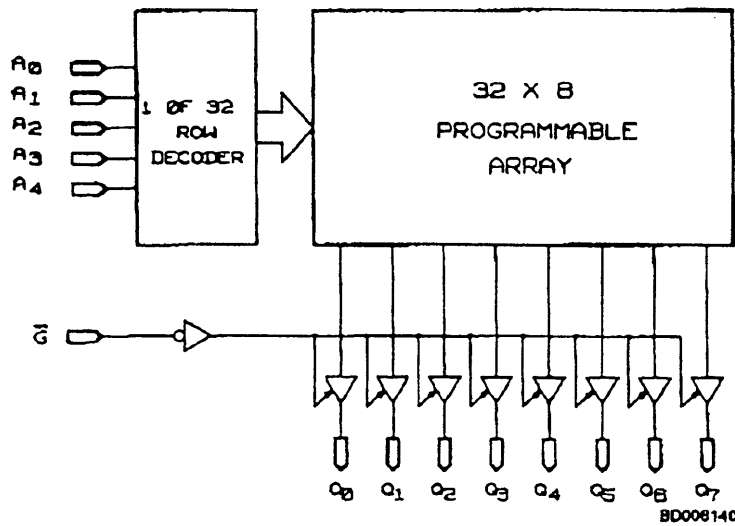 A0
A1
A2
A3
A4
1 OF 32
ROW
DECODER
32 X 8
PROGRAMMABLE
ARRAY
G̅
Q0 Q1 Q2 Q3 Q4 Q5 Q6 Q7
BD006140